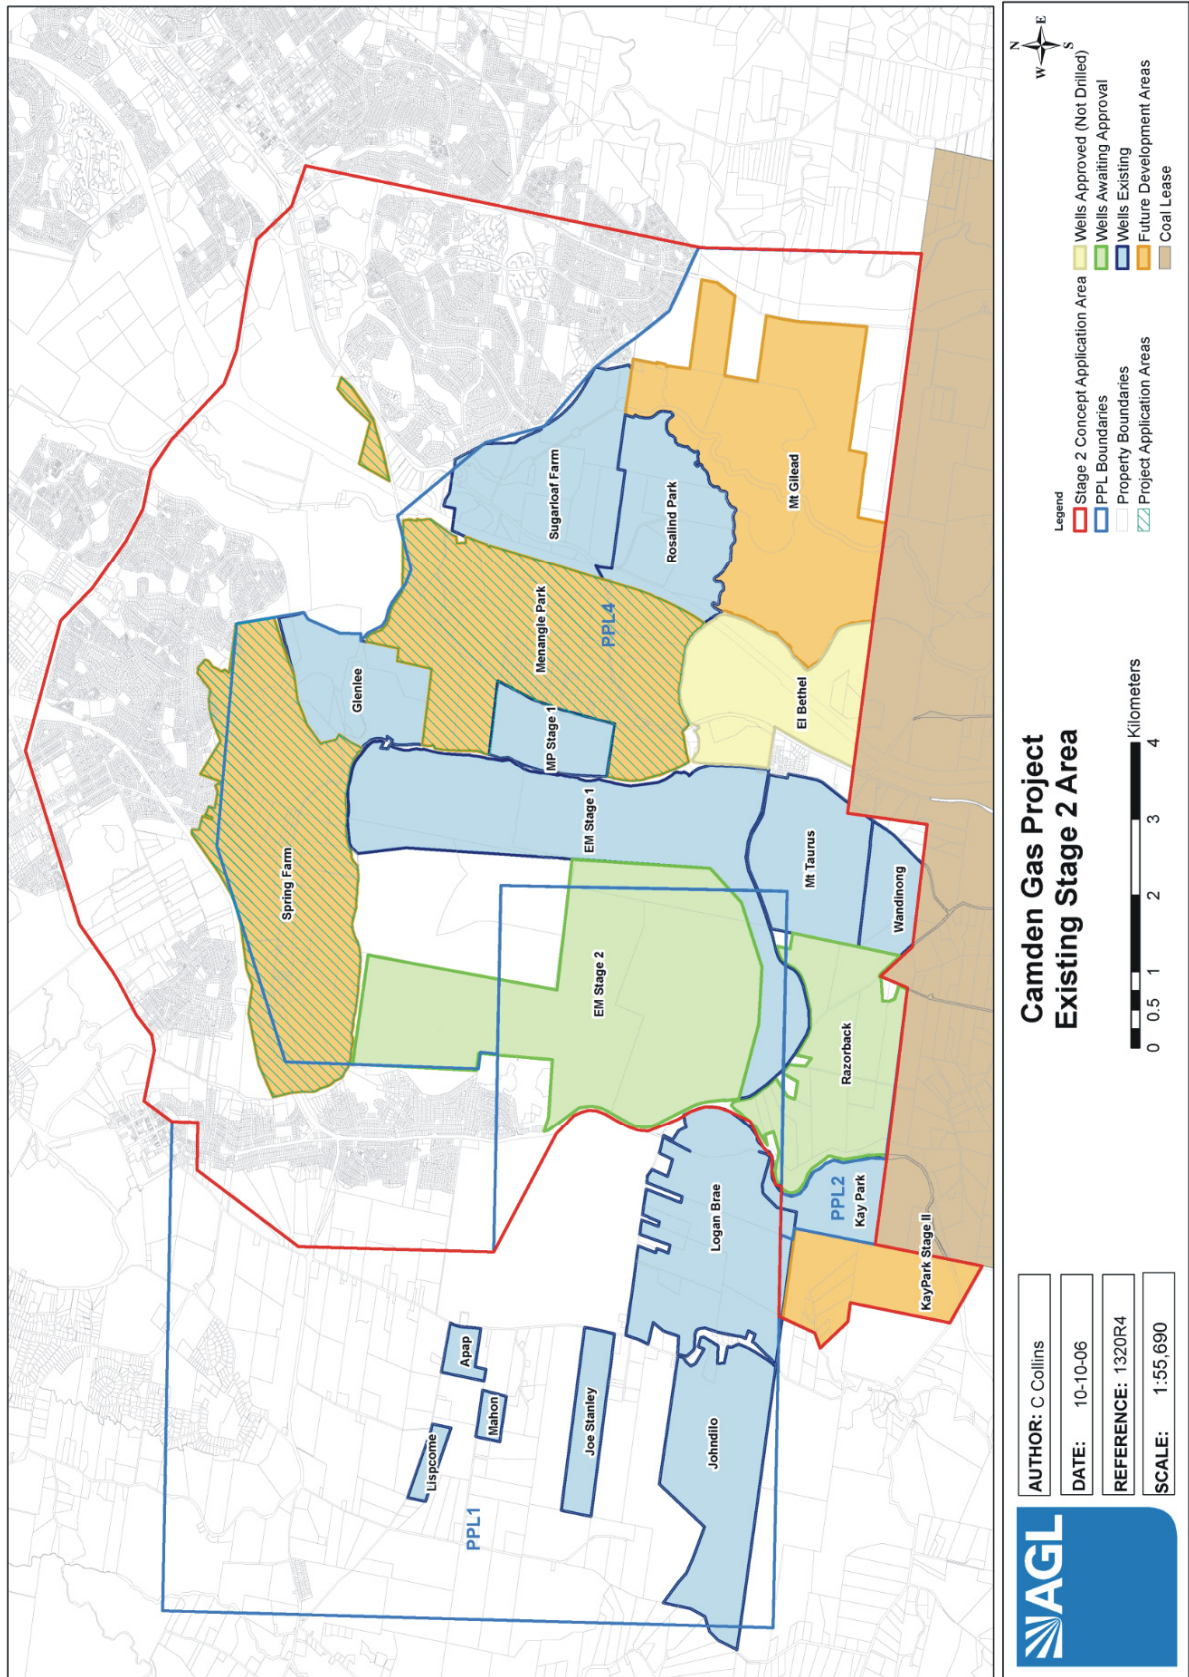 Spring Farm
Glenlee
Menangle Park
PPL4
MP Stage 1
Sugarloaf Farm
Rosalind Park
Mt Gilead
El Bethel
EM Stage 1
EM Stage 2
Mt Taurus
Wandinong
Razorback
PPL2
Kay Park
KayPark Stage II
Logan Brae
Apap
Mahon
Lispcome
PPL1
Joe Stanley
Johndilo
AGL
AUTHOR: C Collins
DATE: 10-10-06
REFERENCE: 1320R4
SCALE: 1:55,690
Camden Gas Project
Existing Stage 2 Area
0 0.5 1 2 3 4
Kilometers
Legend
Stage 2 Concept Application Area
PPL Boundaries
Property Boundaries
Project Application Areas
Wells Approved (Not Drilled)
Wells Awaiting Approval
Wells Existing
Future Development Areas
Coal Lease
N
W E
S